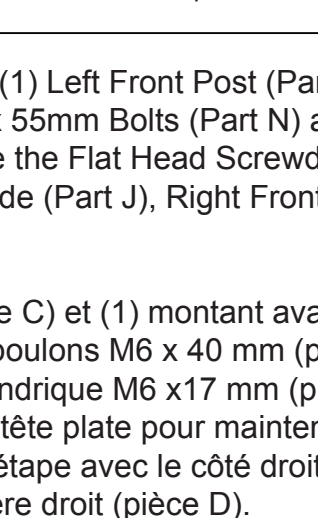 (1) Left Front Post (Par
x 55mm Bolts (Part N) a
e the Flat Head Screwd
de (Part J), Right Front
e C) et (1) montant ava
boulons M6 x 40 mm (p
ndrique M6 x17 mm (p
tête plate pour mainter
étape avec le côté droit
ère droit (pièce D).